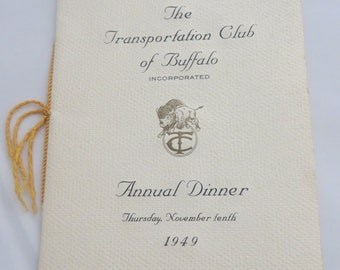 The
Transportation Club
of Buffalo
INCORPORATED
TC
Annual Dinner
Thursday, November tenth
1949